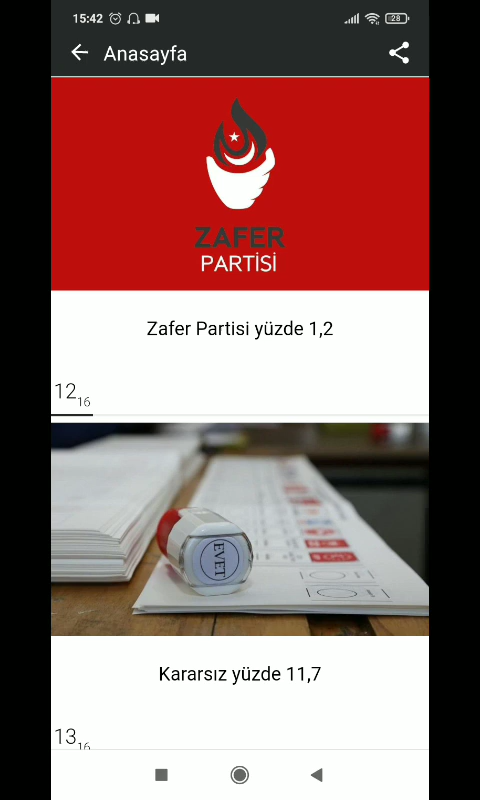 15:42
28
Anasayfa
ZAFER
PARTİSİ
Zafer Partisi yüzde 1,2
12 16
EVET
Kararsız yüzde 11,7
13 16